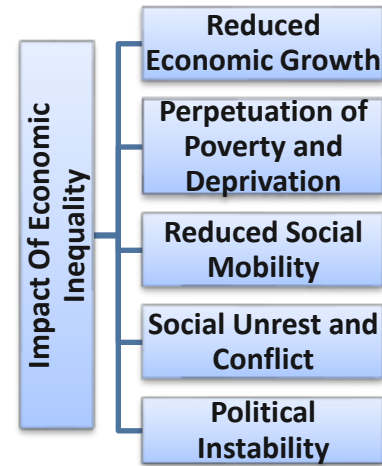 Impact Of Economic
Inequality
Reduced
Economic Growth
Perpetuation of
Poverty and
Deprivation
Reduced Social
Mobility
Social Unrest and
Conflict
Political
Instability